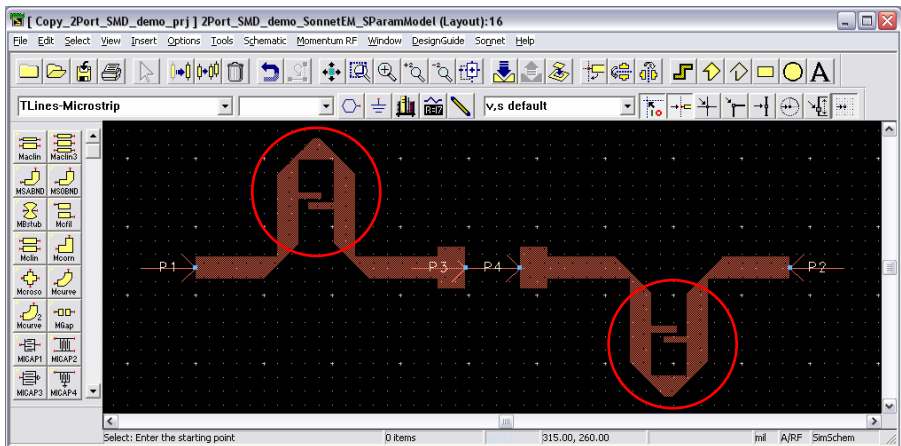 [ Copy_2Port_SMD_demo_prj ] 2Port_SMD_demo_SonnetEM_SParamModel (Layout):16
File Edit Select View Insert Options Tools Schematic Momentum RF Window DesignGuide Sonnet Help
TLines-Microstrip
v,s default
Maclin Maclin3
MSABND MSOBND
MBstub Mcfil
Mclin Mcorn
Mcroso Mcurve
Mcurve MGap
MICAP1 MICAP2
MICAP3 MICAP4
P1 P3 P4 P2
Select: Enter the starting point 0 items 315.00, 260.00 mil A/RF SimSchem